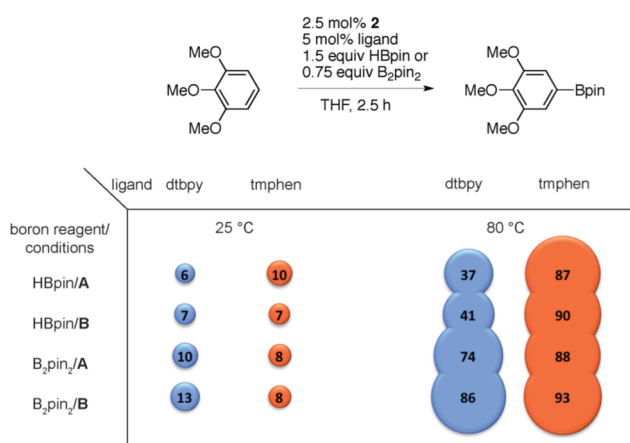 2.5 mol% 2
5 mol% ligand
1.5 equiv HBpin or
0.75 equiv B₂pin₂
THF, 2.5 h
MeO
MeO
MeO
MeO
MeO
MeO
Bpin
ligand dtbpy tmphen dtbpy tmphen
boron reagent/
conditions
25 °C 80 °C
HBpin/A 6 10 37 87
HBpin/B 7 7 41 90
B₂pin₂/A 10 8 74 88
B₂pin₂/B 13 8 86 93